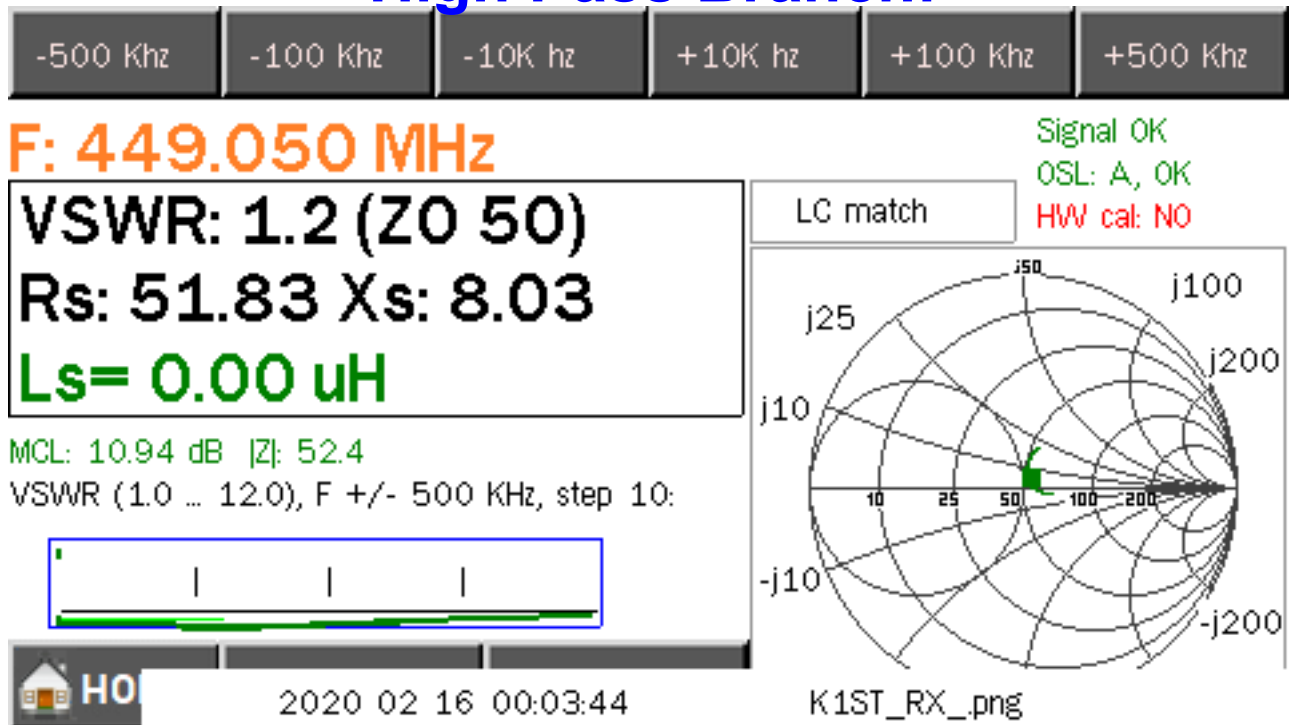 -500 Khz
-100 Khz
-10K hz
+10K hz
+100 Khz
+500 Khz
F: 449.050 MHz
Signal OK
OSL: A, OK
HW cal: NO
VSWR: 1.2 (Z0 50)
Rs: 51.83 Xs: 8.03
Ls= 0.00 uH
LC match
MCL: 10.94 dB |Z|: 52.4
VSWR (1.0 ... 12.0), F +/- 500 KHz, step 10:
j50
j100
j25
j200
j10
10
25
50
100
200
-j10
-j200
2020 02 16 00:03:44
K1ST_RX_.png